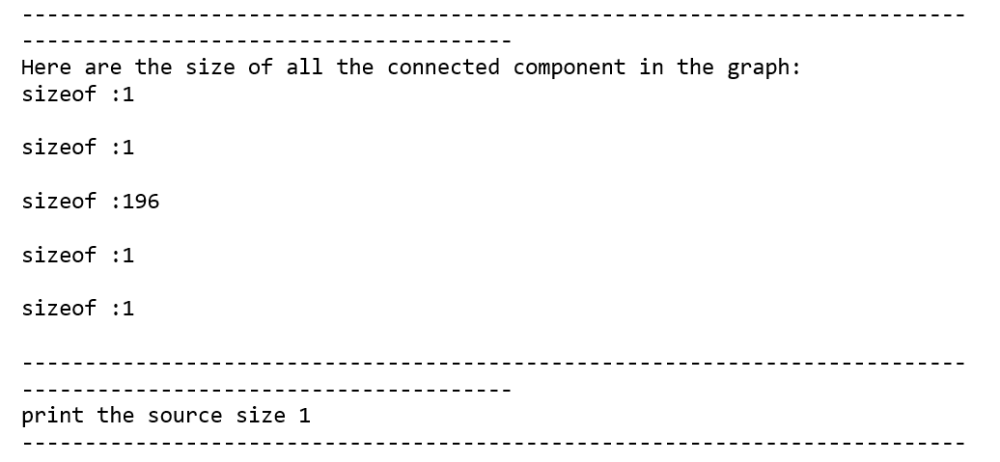 ---------------------------------------------------------------------------
---------------------------------------
Here are the size of all the connected component in the graph:
sizeof :1
sizeof :1
sizeof :196
sizeof :1
sizeof :1
---------------------------------------------------------------------------
---------------------------------------
print the source size 1
---------------------------------------------------------------------------